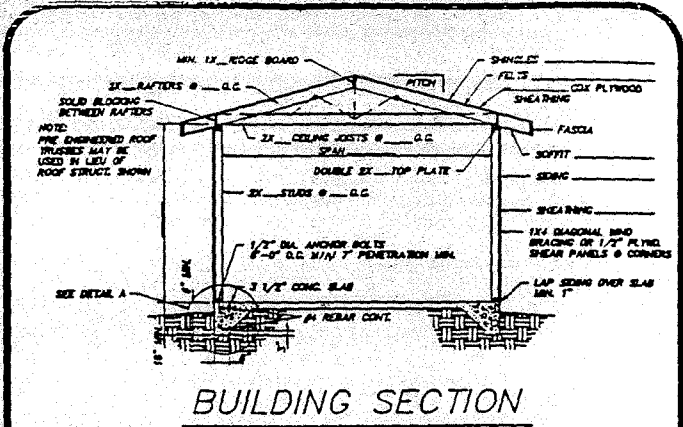 MIN. 1X__RIDGE BOARD
2X__RAFTERS @ __O.C.
SOLID BLOCKING
BETWEEN RAFTERS
NOTE:
PRE ENGINEERED ROOF
TRUSSES MAY BE
USED IN LIEU OF
ROOF STRUCT. SHOWN
PITCH
SHINGLES
FELTS
CDX PLYWOOD
SHEATHING
FASCIA
SOFFIT
SIDING
SHEATHING
1X4 DIAGONAL WIND
BRACING OR 1/2" PLYWD.
SHEAR PANELS @ CORNERS
LAP SIDING OVER SLAB
MIN. 1"
2X__CEILING JOISTS @ __O.C.
SPAN
DOUBLE 2X__TOP PLATE
2X__STUDS @ __O.C.
1/2" DIA. ANCHOR BOLTS
6'-0" O.C. W/ 7" PENETRATION MIN.
SEE DETAIL A
3 1/2" CONC. SLAB
#4 REBAR CONT.
MIN.
MIN.
BUILDING SECTION